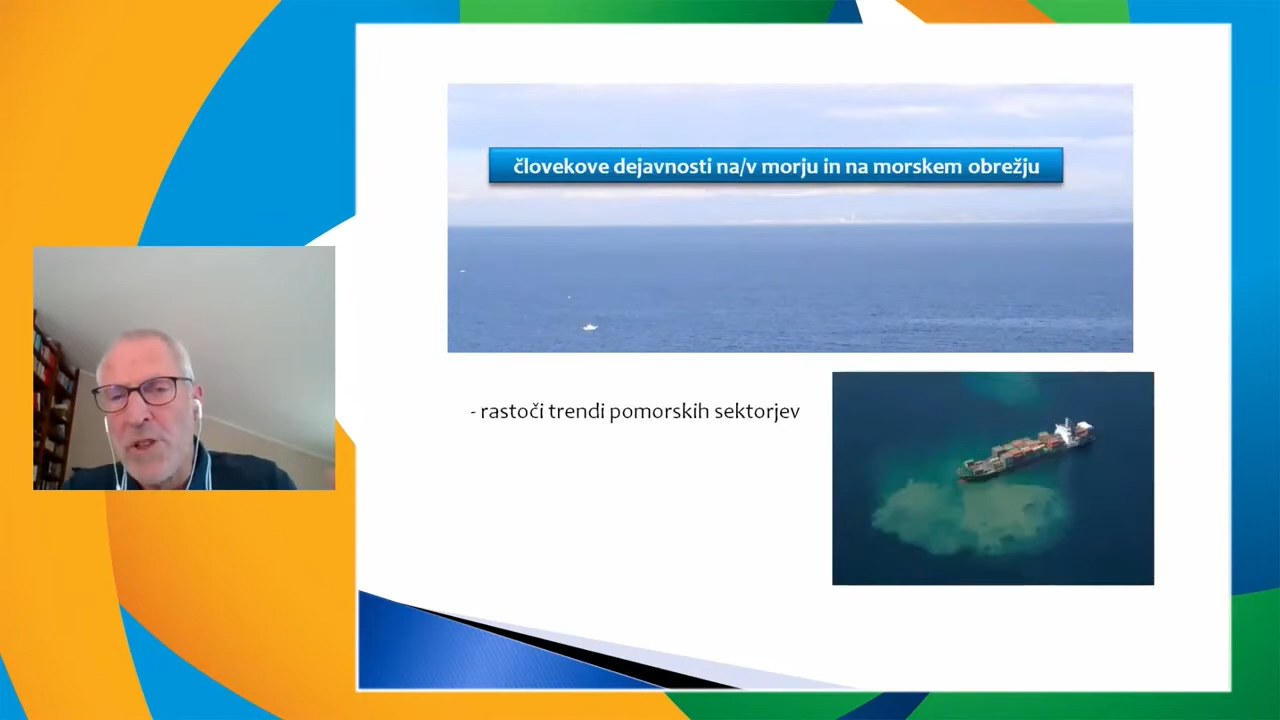 človekove dejavnosti na/v morju in na morskem obrežju
- rastoči trendi pomorskih sektorjev